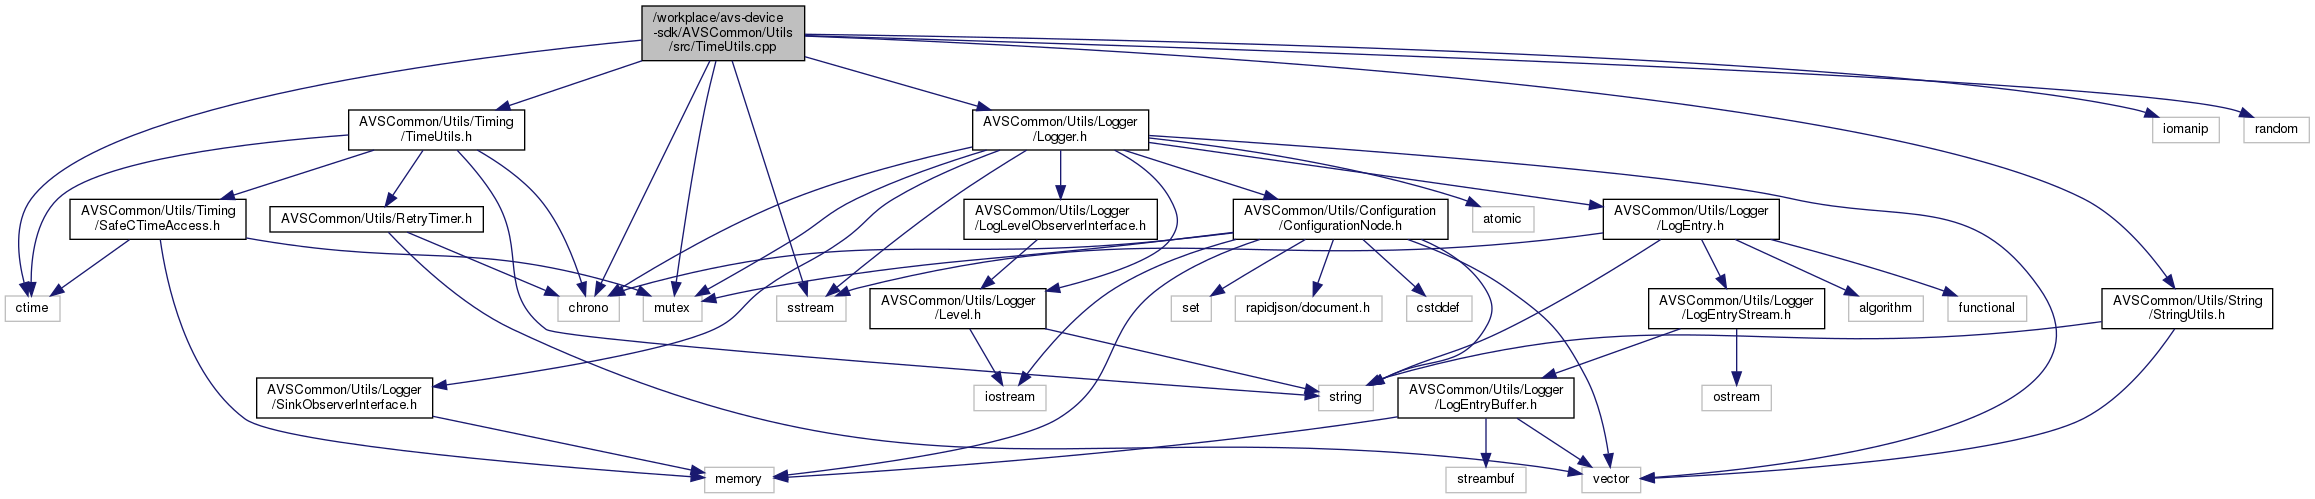 /workplace/avs-device
-sdk/AVSCommon/Utils
/src/TimeUtils.cpp
AVSCommon/Utils/Timing
/TimeUtils.h
AVSCommon/Utils/Logger
/Logger.h
iomanip
random
AVSCommon/Utils/Timing
/SafeCTimeAccess.h
AVSCommon/Utils/RetryTimer.h
AVSCommon/Utils/Logger
/LogLevelObserverInterface.h
AVSCommon/Utils/Configuration
/ConfigurationNode.h
atomic
AVSCommon/Utils/Logger
/LogEntry.h
ctime
chrono
mutex
sstream
AVSCommon/Utils/Logger
/Level.h
set
rapidjson/document.h
cstddef
AVSCommon/Utils/Logger
/LogEntryStream.h
algorithm
functional
AVSCommon/Utils/String
/StringUtils.h
AVSCommon/Utils/Logger
/SinkObserverInterface.h
iostream
string
AVSCommon/Utils/Logger
/LogEntryBuffer.h
ostream
memory
streambuf
vector